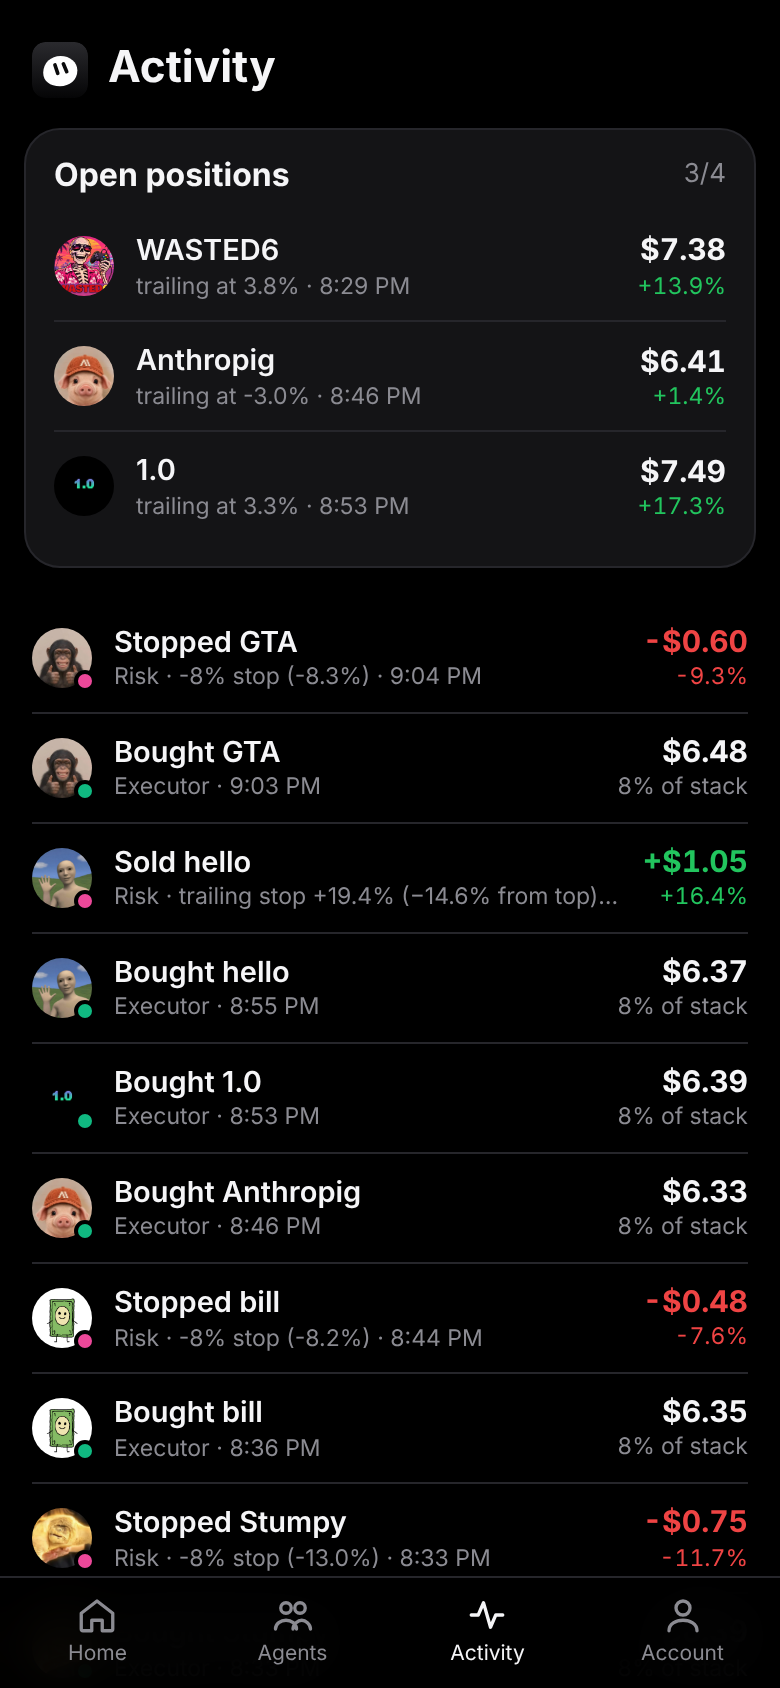 Activity
Open positions
3/4
WASTED6
$7.38
trailing at 3.8% · 8:29 PM
+13.9%
Anthropig
$6.41
trailing at -3.0% · 8:46 PM
+1.4%
1.0
1.0
$7.49
trailing at 3.3% · 8:53 PM
+17.3%
Stopped GTA
-$0.60
Risk · -8% stop (-8.3%) · 9:04 PM
-9.3%
Bought GTA
$6.48
Executor · 9:03 PM
8% of stack
Sold hello
+$1.05
Risk · trailing stop +19.4% (−14.6% from top)...
+16.4%
Bought hello
$6.37
Executor · 8:55 PM
8% of stack
1.0
Bought 1.0
$6.39
Executor · 8:53 PM
8% of stack
Bought Anthropig
$6.33
Executor · 8:46 PM
8% of stack
Stopped bill
-$0.48
Risk · -8% stop (-8.2%) · 8:44 PM
-7.6%
Bought bill
$6.35
Executor · 8:36 PM
8% of stack
Stopped Stumpy
-$0.75
Risk · -8% stop (-13.0%) · 8:33 PM
-11.7%
Home
Agents
Activity
Account